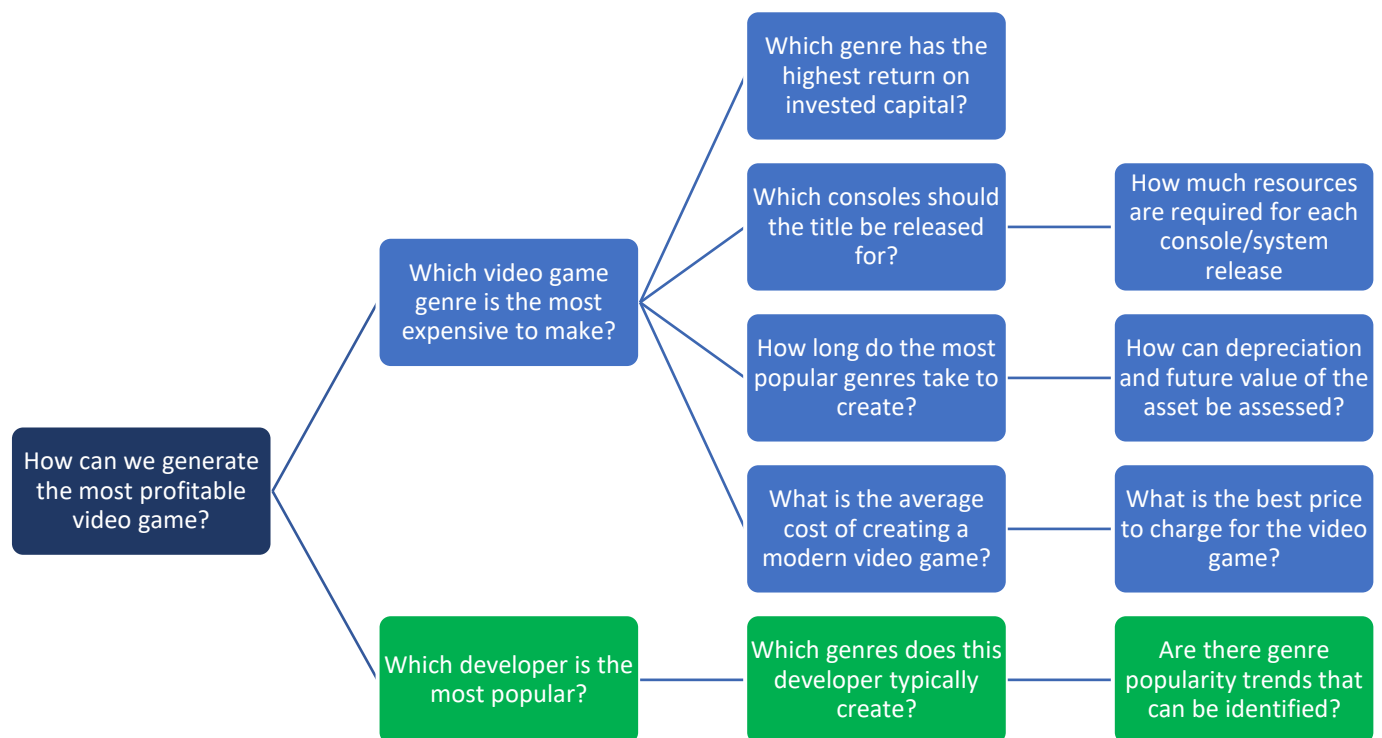 Which genre has the
highest return on
invested capital?
Which consoles should
the title be released
for?
How much resources
are required for each
console/system
release
Which video game
genre is the most
expensive to make?
How long do the most
popular genres take to
create?
How can depreciation
and future value of the
asset be assessed?
How can we generate
the most profitable
video game?
What is the average
cost of creating a
modern video game?
What is the best price
to charge for the video
game?
Which developer is the
most popular?
Which genres does this
developer typically
create?
Are there genre
popularity trends that
can be identified?